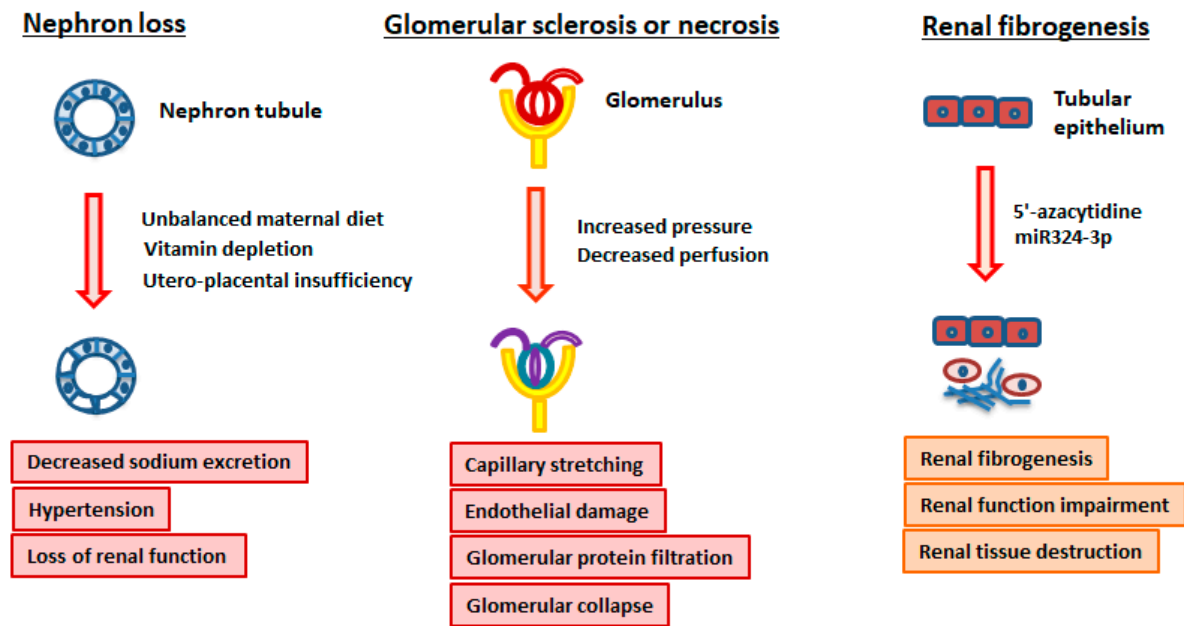 Nephron loss
Nephron tubule
Unbalanced maternal diet
Vitamin depletion
Utero-placental insufficiency
Decreased sodium excretion
Hypertension
Loss of renal function
Glomerular sclerosis or necrosis
Glomerulus
Increased pressure
Decreased perfusion
Capillary stretching
Endothelial damage
Glomerular protein filtration
Glomerular collapse
Renal fibrogenesis
Tubular
epithelium
5'-azacytidine
miR324-3p
Renal fibrogenesis
Renal function impairment
Renal tissue destruction